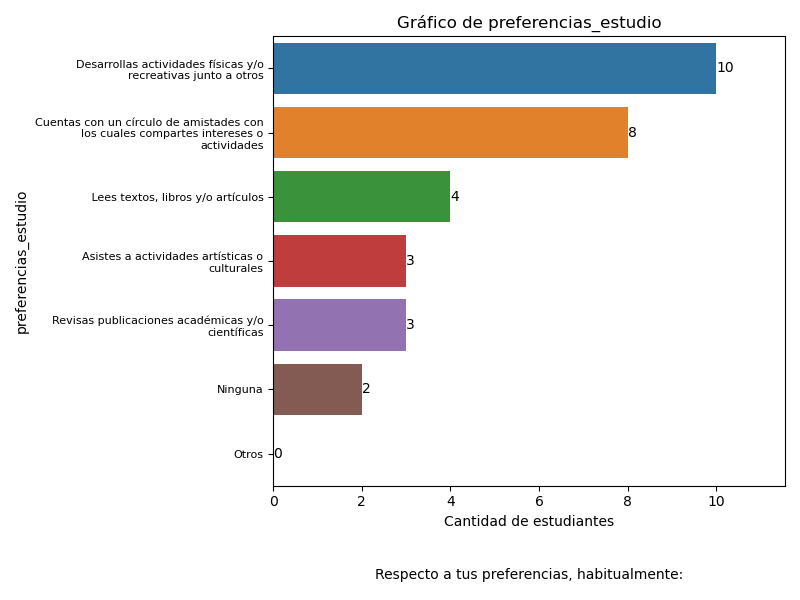 Gráfico de preferencias_estudio
preferencias_estudio
Desarrollas actividades físicas y/o
recreativas junto a otros
10
Cuentas con un círculo de amistades con
los cuales compartes intereses o
actividades
8
Lees textos, libros y/o artículos
4
Asistes a actividades artísticas o
culturales
3
Revisas publicaciones académicas y/o
científicas
3
Ninguna
2
Otros
0
0 2 4 6 8 10
Cantidad de estudiantes
Respecto a tus preferencias, habitualmente: